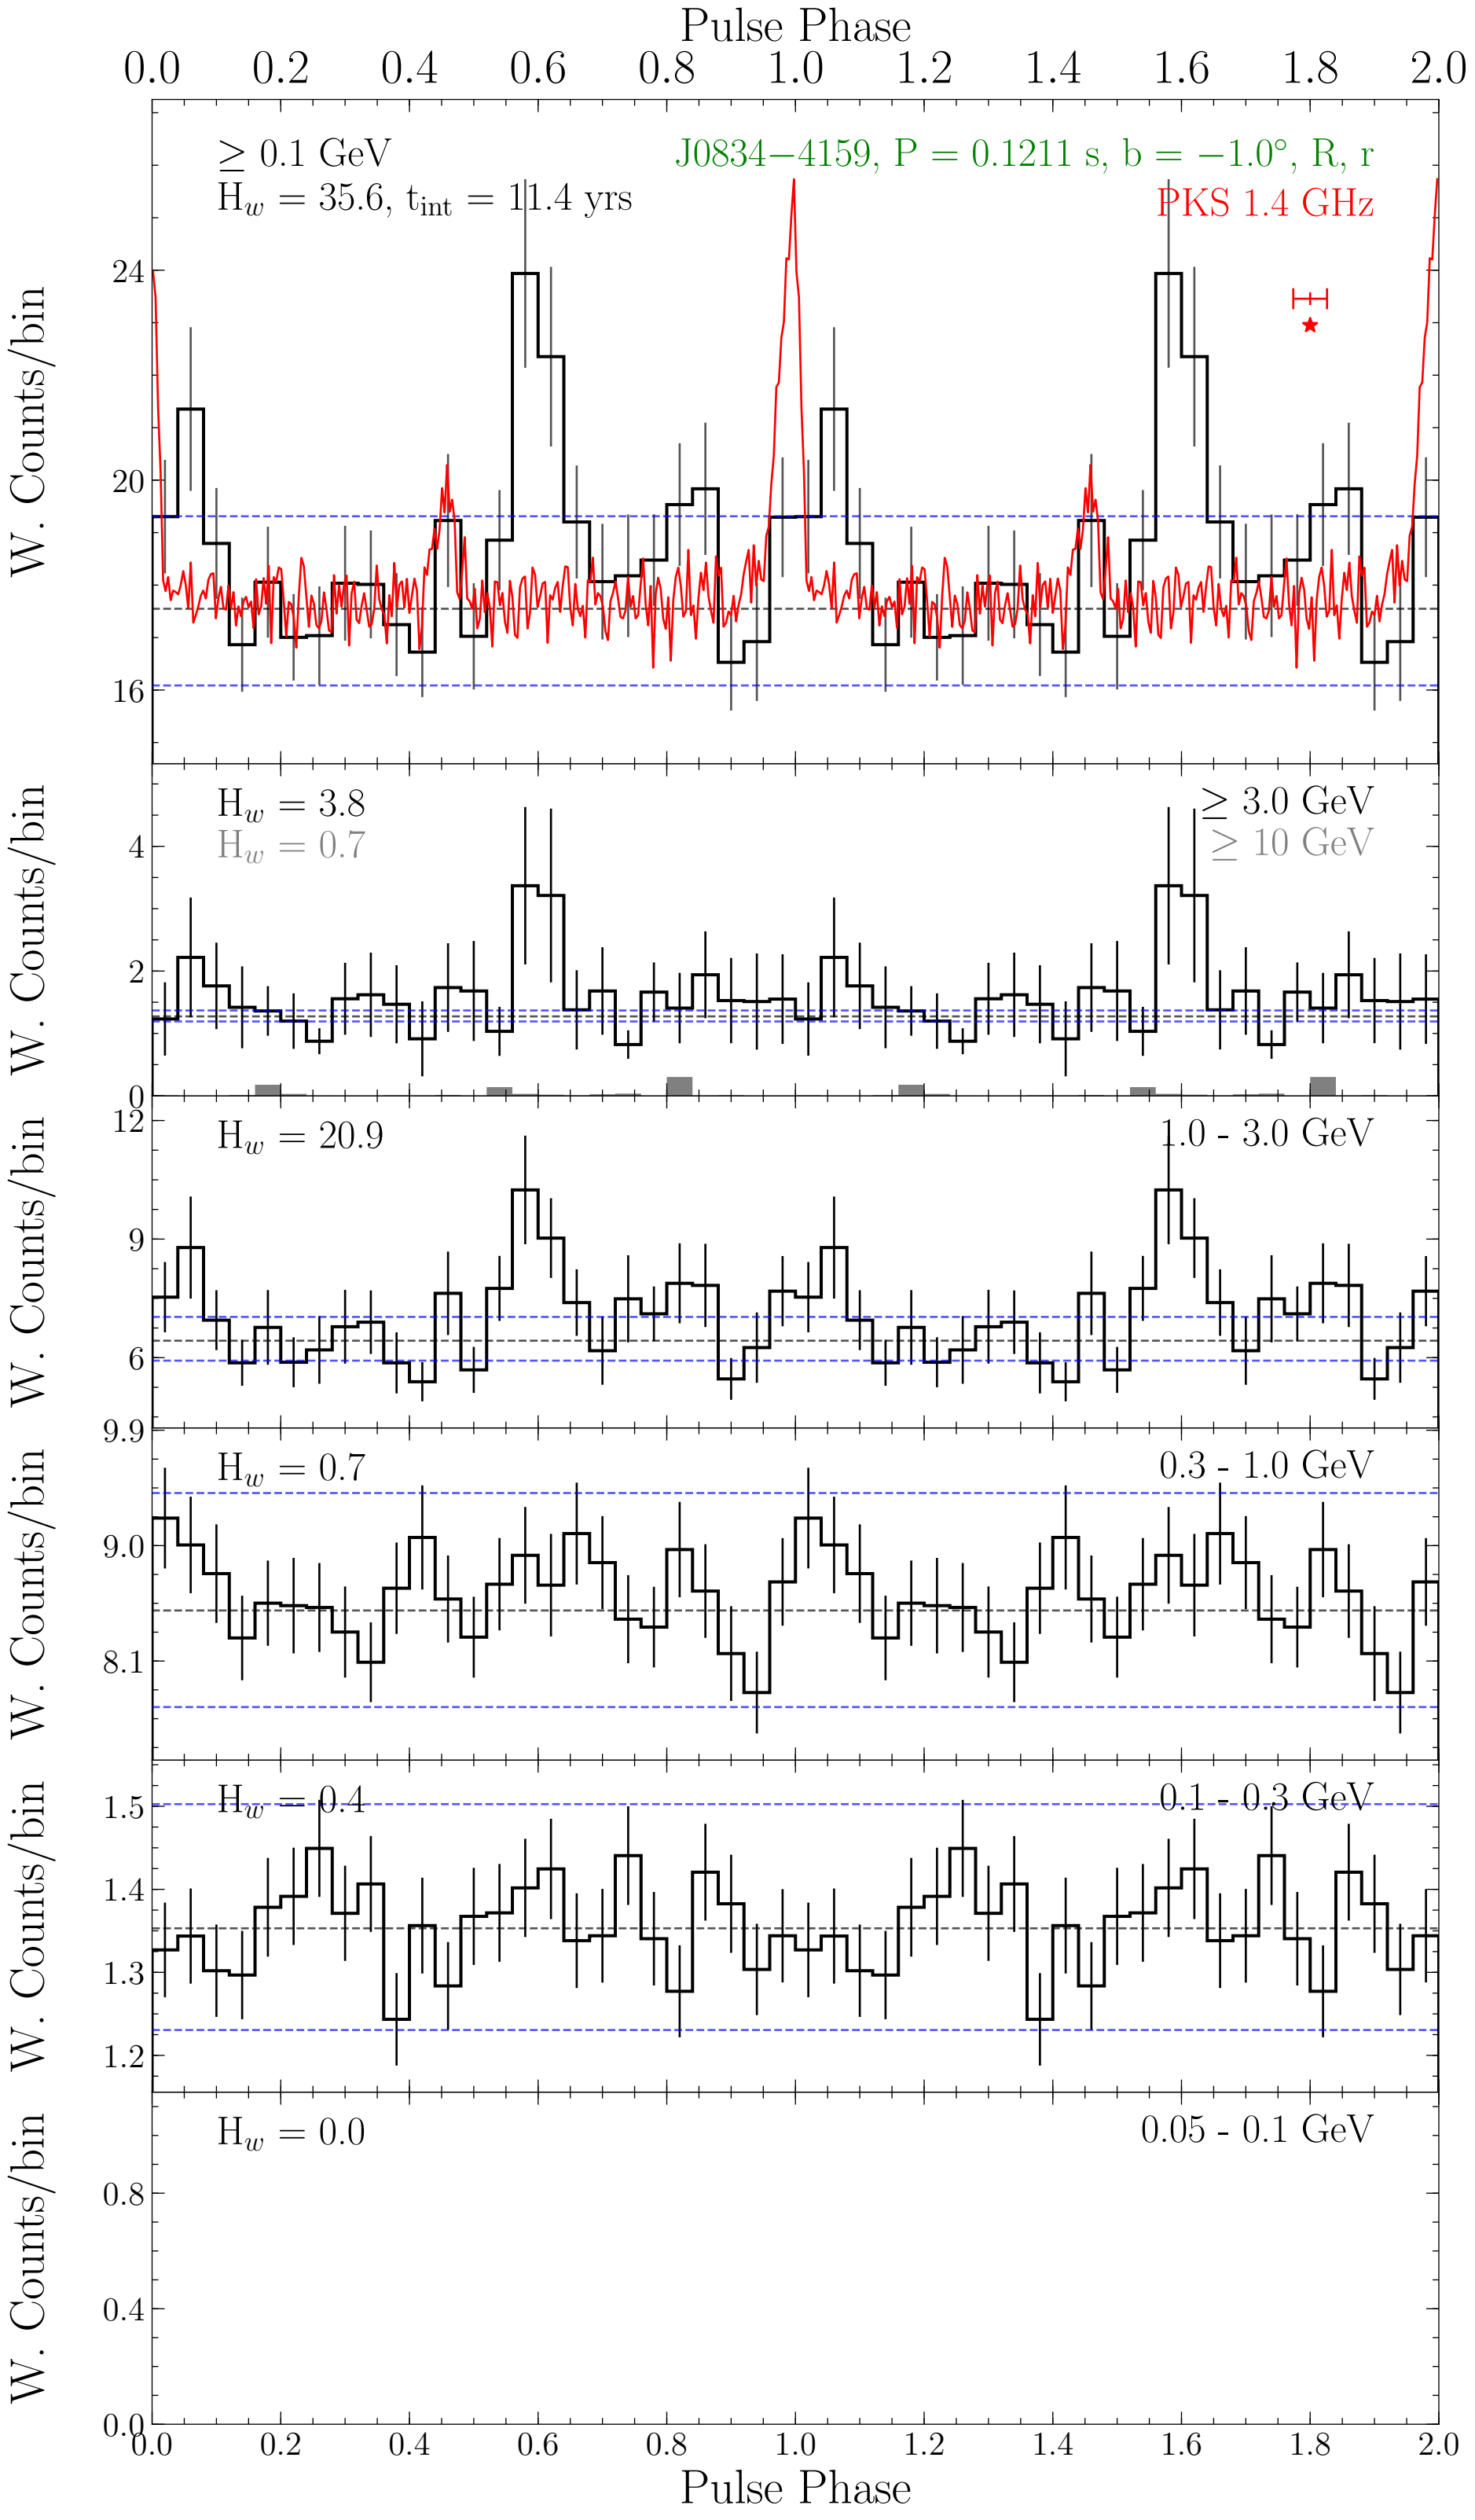 Pulse Phase
0.0 0.2 0.4 0.6 0.8 1.0 1.2 1.4 1.6 1.8 2.0
≥ 0.1 GeV
J0834−4159, P = 0.1211 s, b = −1.0°, R, r
H_w = 35.6, t_int = 11.4 yrs
PKS 1.4 GHz
W. Counts/bin
24
20
16
H_w = 3.8
≥ 3.0 GeV
H_w = 0.7
≥ 10 GeV
W. Counts/bin
4
2
0
H_w = 20.9
1.0 - 3.0 GeV
W. Counts/bin
12
9
6
H_w = 0.7
0.3 - 1.0 GeV
W. Counts/bin
9.9
9.0
8.1
H_w = 0.4
0.1 - 0.3 GeV
W. Counts/bin
1.5
1.4
1.3
1.2
H_w = 0.0
0.05 - 0.1 GeV
W. Counts/bin
0.8
0.4
0.0
0.0 0.2 0.4 0.6 0.8 1.0 1.2 1.4 1.6 1.8 2.0
Pulse Phase